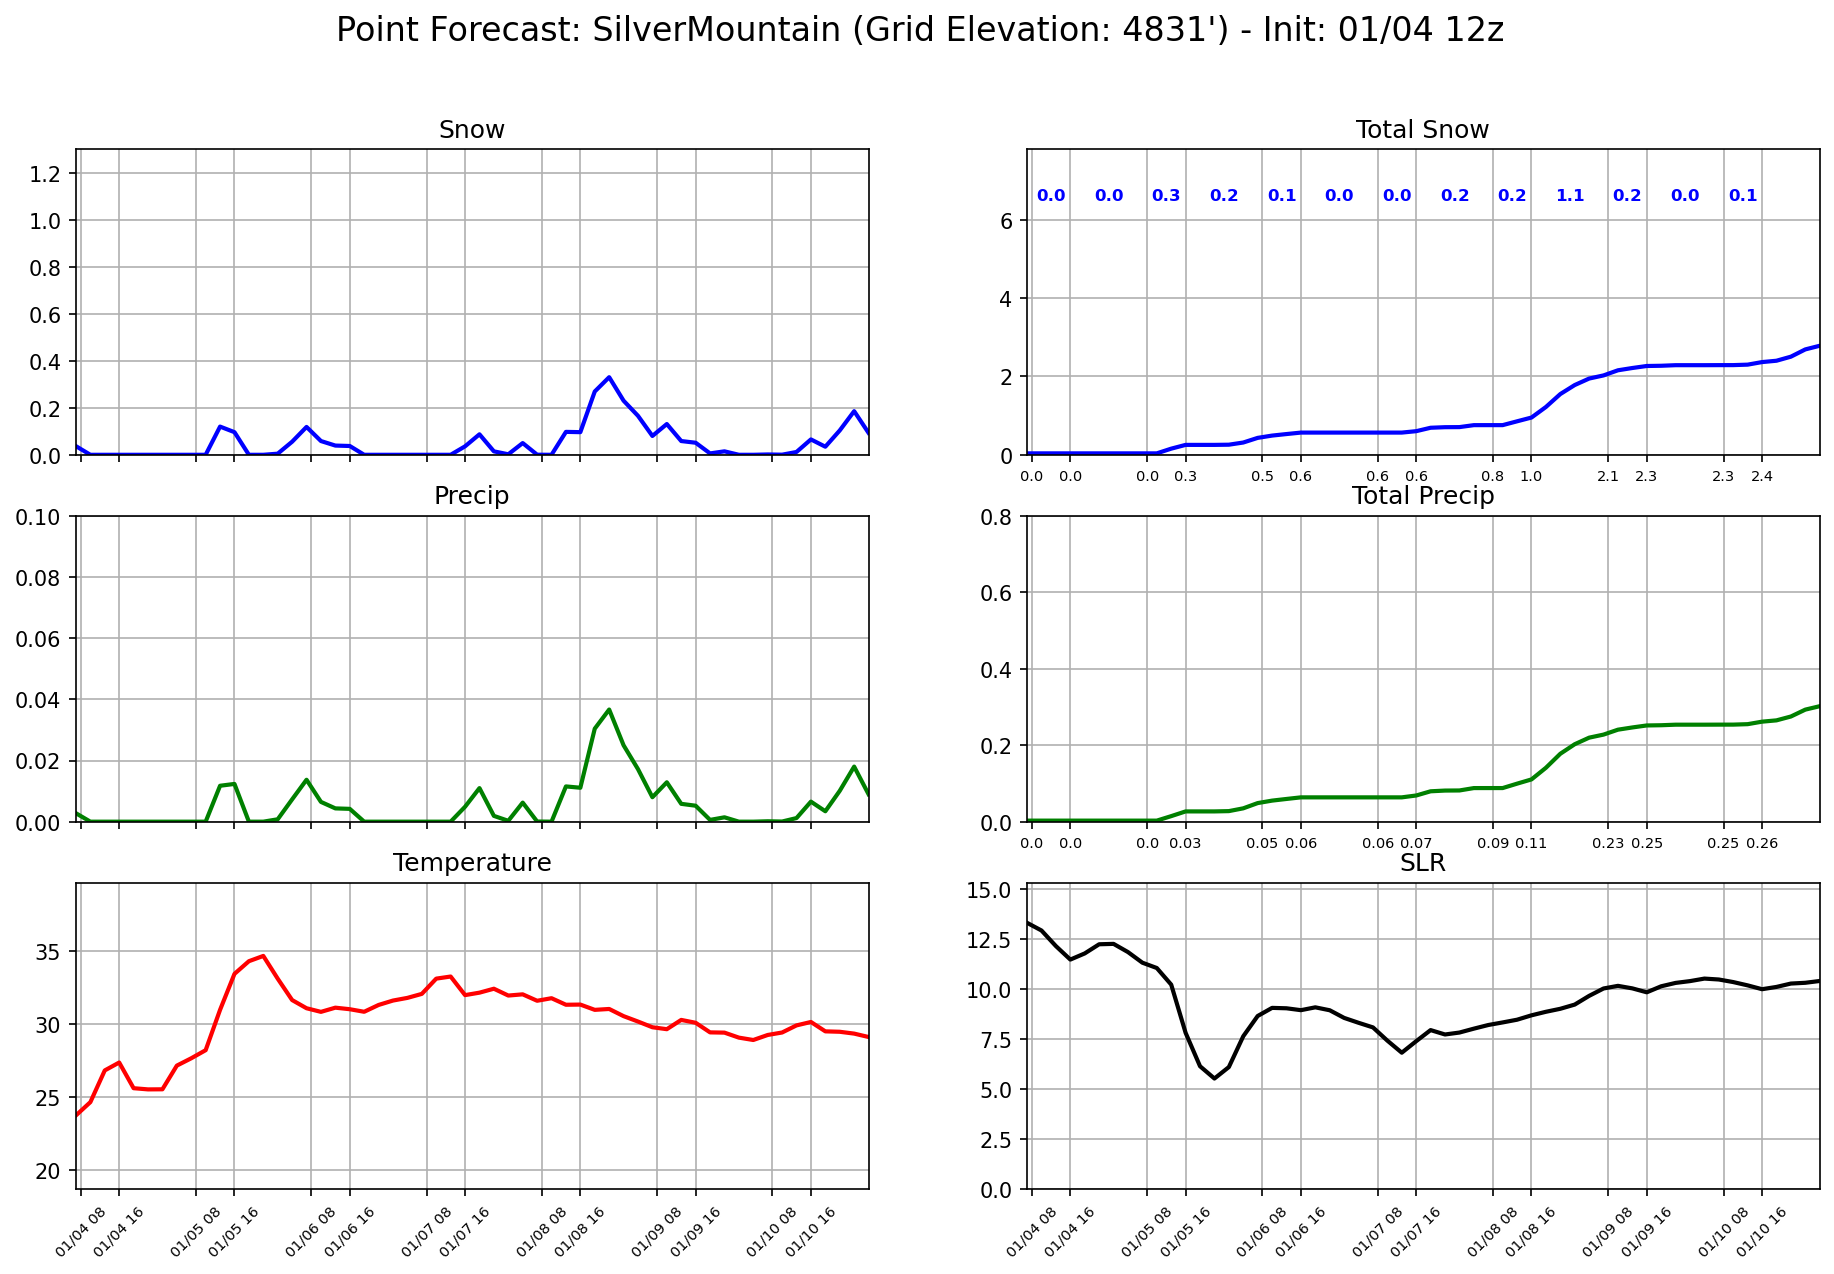 Point Forecast: SilverMountain (Grid Elevation: 4831') - Init: 01/04 12z
Snow
1.2
1.0
0.8
0.6
0.4
0.2
0.0
Total Snow
0.0 0.0 0.3 0.2 0.1 0.0 0.0 0.2 0.2 1.1 0.2 0.0 0.1
6
4
2
0
0.0 0.0 0.0 0.3 0.5 0.6 0.6 0.6 0.8 1.0 2.1 2.3 2.3 2.4
Precip
0.10
0.08
0.06
0.04
0.02
0.00
Total Precip
0.8
0.6
0.4
0.2
0.0
0.0 0.0 0.0 0.03 0.05 0.06 0.06 0.07 0.09 0.11 0.23 0.25 0.25 0.26
Temperature
35
30
25
20
01/04 08 01/04 16 01/05 08 01/05 16 01/06 08 01/06 16 01/07 08 01/07 16 01/08 08 01/08 16 01/09 08 01/09 16 01/10 08 01/10 16
SLR
15.0
12.5
10.0
7.5
5.0
2.5
0.0
01/04 08 01/04 16 01/05 08 01/05 16 01/06 08 01/06 16 01/07 08 01/07 16 01/08 08 01/08 16 01/09 08 01/09 16 01/10 08 01/10 16